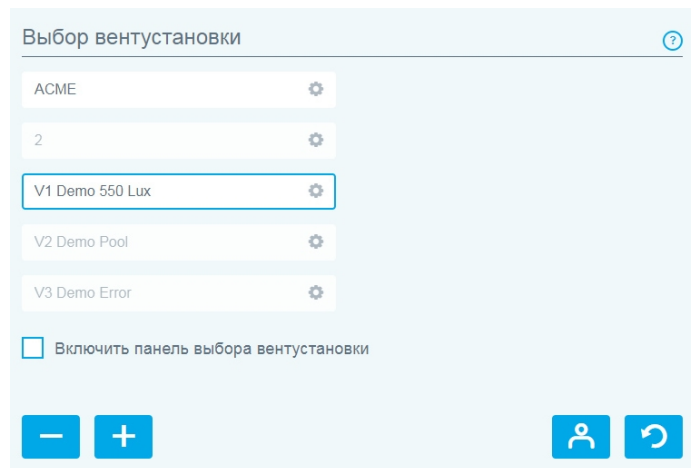 Выбор вентустановки
?
ACME
2
V1 Demo 550 Lux
V2 Demo Pool
V3 Demo Error
Включить панель выбора вентустановки